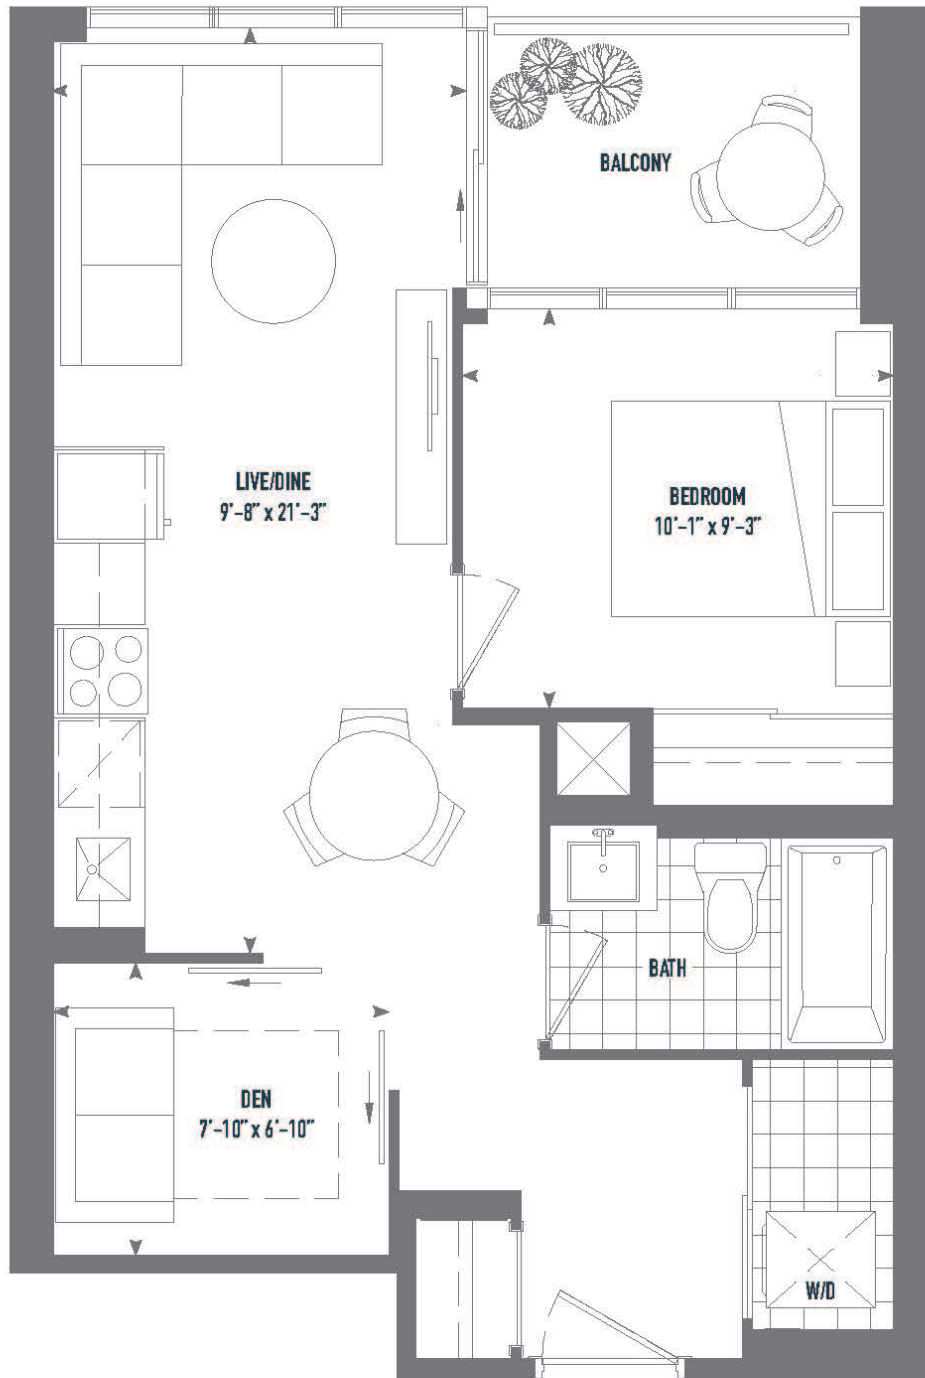 BALCONY
LIVE/DINE
9'-8" x 21'-3"
BEDROOM
10'-1" x 9'-3"
BATH
DEN
7'-10" x 6'-10"
W/D